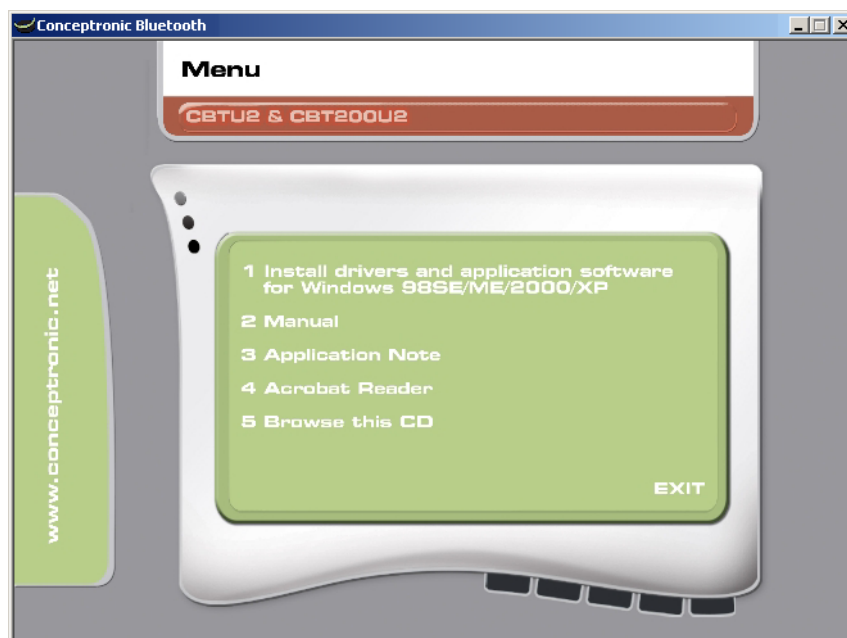 Conceptronic Bluetooth
Menu
CBTU2 & CBT200U2
www.conceptronic.net
1 Install drivers and application software
for Windows 98SE/ME/2000/XP
2 Manual
3 Application Note
4 Acrobat Reader
5 Browse this CD
EXIT